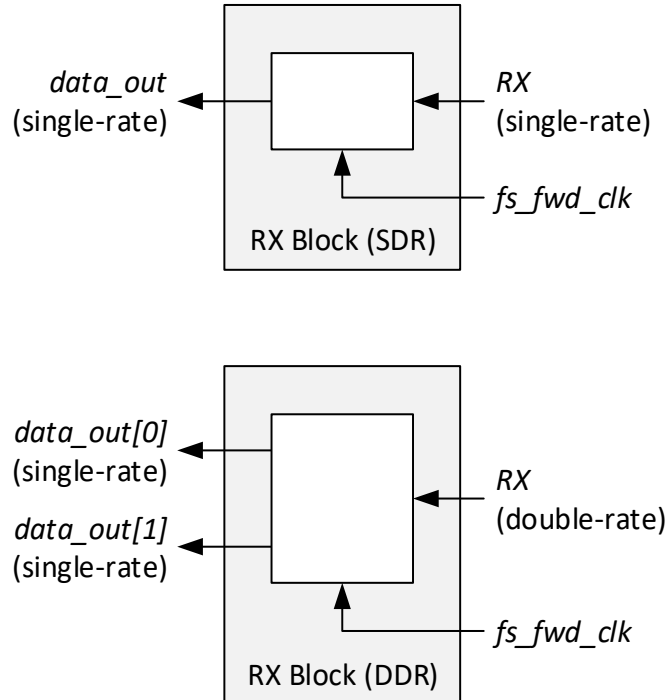 data_out
(single-rate)
RX
(single-rate)
fs_fwd_clk
RX Block (SDR)
data_out[0]
(single-rate)
RX
(double-rate)
data_out[1]
(single-rate)
fs_fwd_clk
RX Block (DDR)